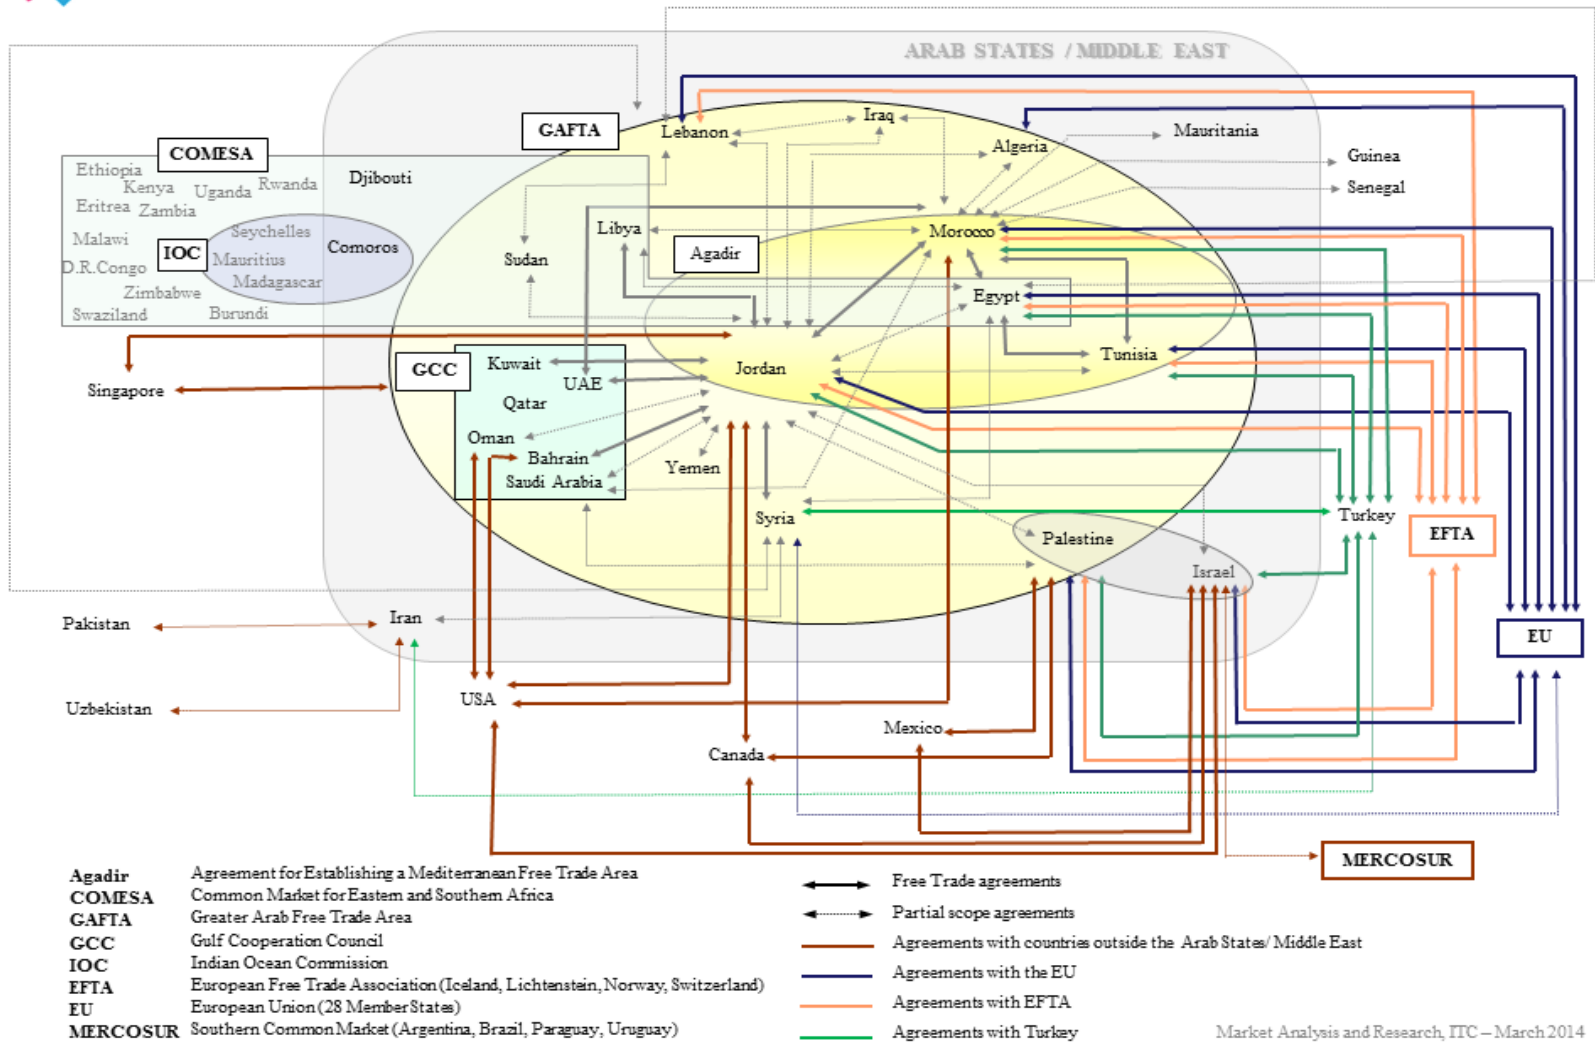 ARAB STATES / MIDDLE EAST
GAFTA
Lebanon
Iraq
Algeria
Mauritania
Guinea
Senegal
COMESA
Ethiopia
Kenya
Uganda
Rwanda
Djibouti
Eritrea
Zambia
Malawi
IOC
Seychelles
Comoros
Mauritius
D.R.Congo
Madagascar
Zimbabwe
Swaziland
Burundi
Libya
Sudan
Agadir
Morocco
Egypt
Tunisia
Jordan
Singapore
GCC
Kuwait
UAE
Qatar
Oman
Bahrain
Saudi Arabia
Yemen
Syria
Palestine
Israel
Turkey
EFTA
EU
Pakistan
Iran
Uzbekistan
USA
Mexico
Canada
MERCOSUR
Agadir Agreement for Establishing a Mediterranean Free Trade Area
COMESA Common Market for Eastern and Southern Africa
GAFTA Greater Arab Free Trade Area
GCC Gulf Cooperation Council
IOC Indian Ocean Commission
EFTA European Free Trade Association (Iceland, Lichtenstein, Norway, Switzerland)
EU European Union (28 Member States)
MERCOSUR Southern Common Market (Argentina, Brazil, Paraguay, Uruguay)
Free Trade agreements
Partial scope agreements
Agreements with countries outside the Arab States/ Middle East
Agreements with the EU
Agreements with EFTA
Agreements with Turkey
Market Analysis and Research, ITC – March 2014